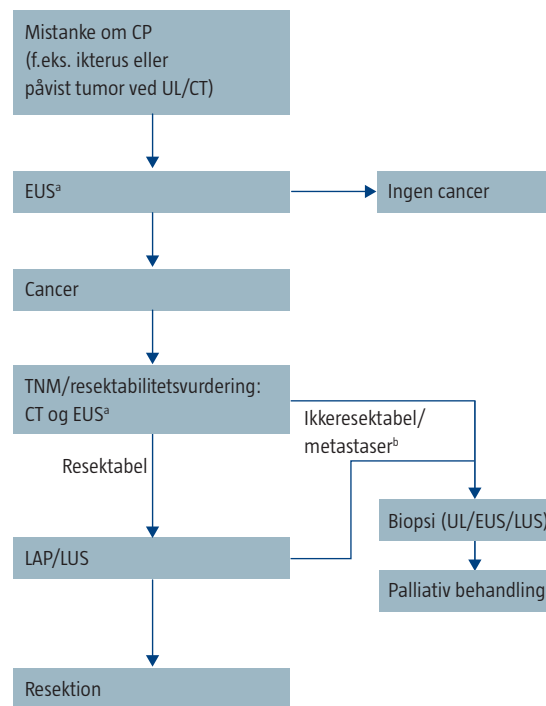 Mistanke om CP
(f.eks. ikterus eller
påvist tumor ved UL/CT)
EUSᵃ
Ingen cancer
Cancer
TNM/resektabilitetsvurdering:
CT og EUSᵃ
Ikkeresektabel/
metastaserᵇ
Resektabel
Biopsi (UL/EUS/LUS)
LAP/LUS
Palliativ behandling
Resektion